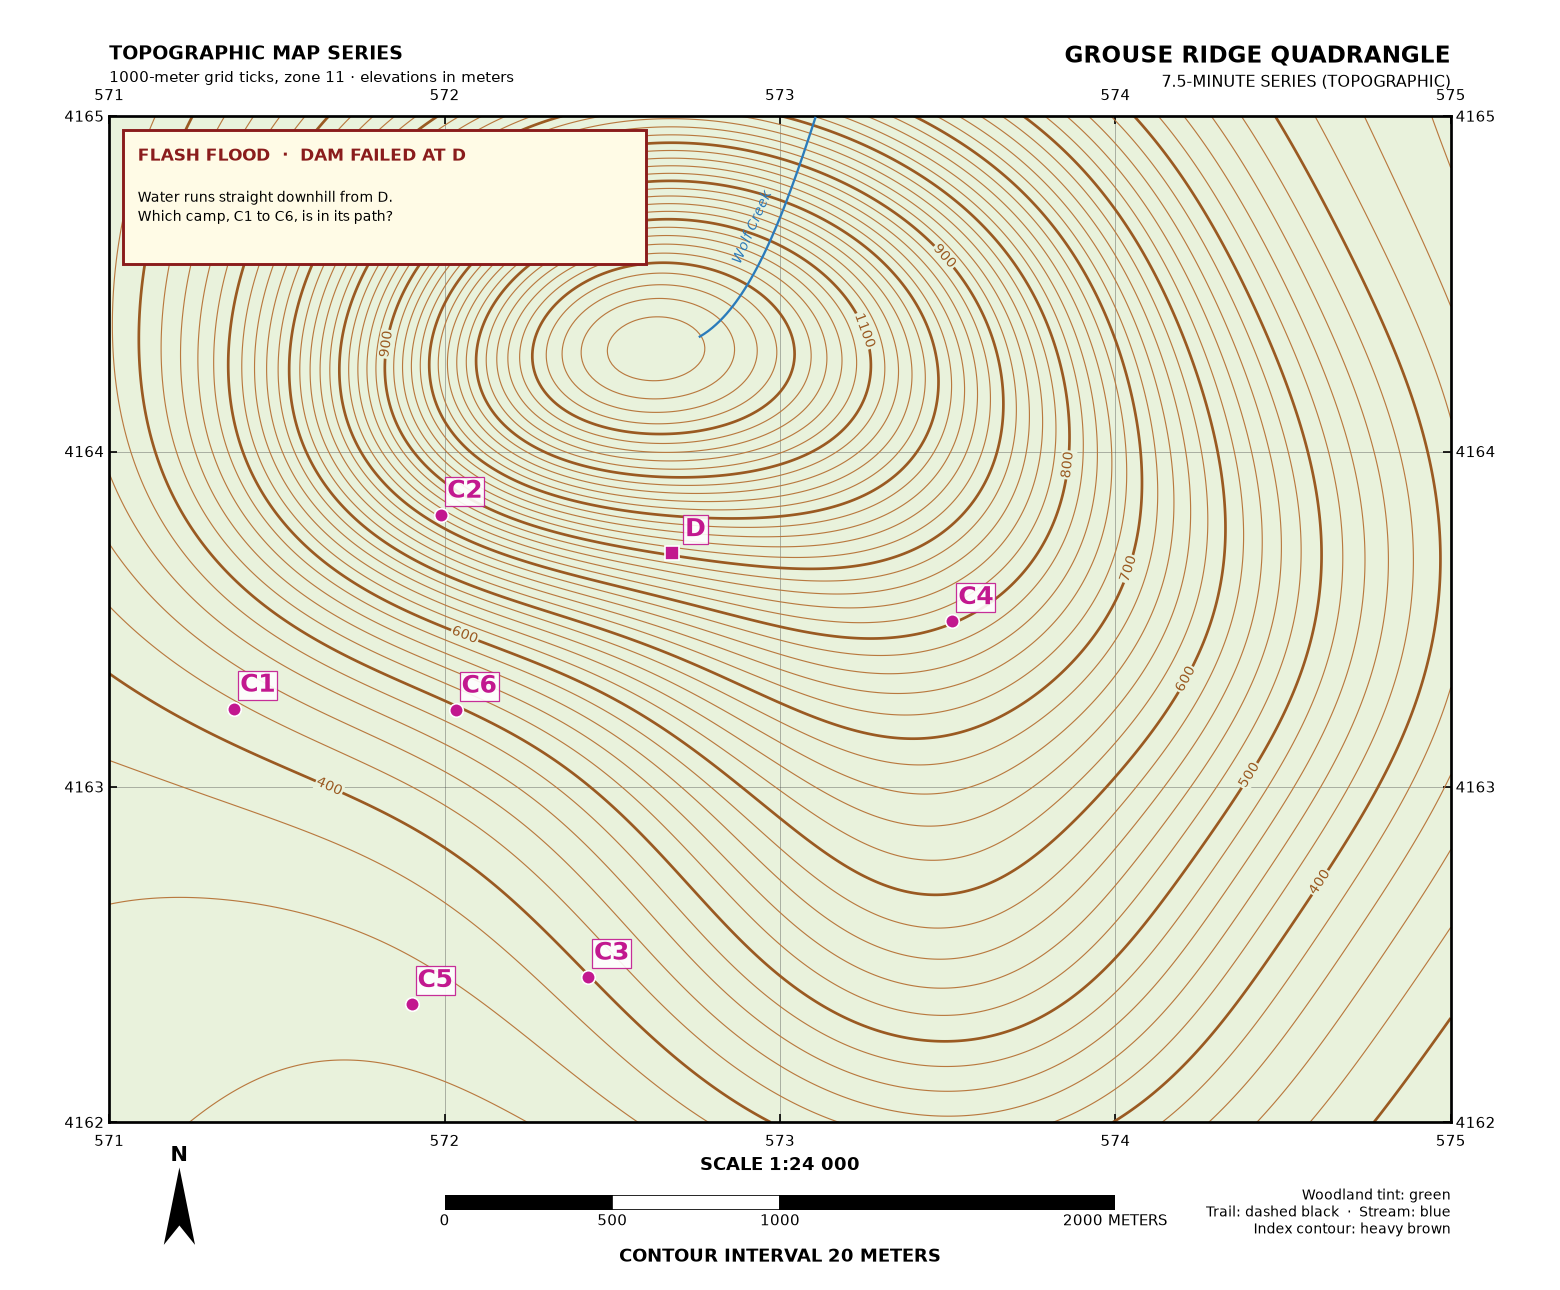 TOPOGRAPHIC MAP SERIES
1000-meter grid ticks, zone 11 · elevations in meters
GROUSE RIDGE QUADRANGLE
7.5-MINUTE SERIES (TOPOGRAPHIC)
571 572 573 574 575
4165 4165
FLASH FLOOD · DAM FAILED AT D
Water runs straight downhill from D.
Which camp, C1 to C6, is in its path?
Wolf Creek
900
1100
900
4164 4164
800
C2
D
700
C4
600
600
C1
C6
500
400
4163 4163
400
C3
C5
4162 4162
571 572 573 574 575
N
SCALE 1:24 000
0 500 1000 2000 METERS
CONTOUR INTERVAL 20 METERS
Woodland tint: green
Trail: dashed black · Stream: blue
Index contour: heavy brown